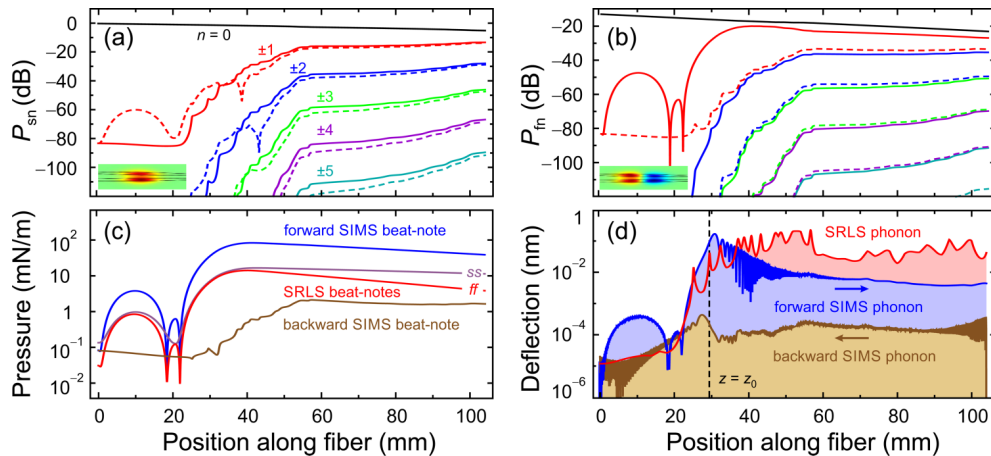 (a)
P_sn (dB)
0
−20
−40
−60
−80
−100
n = 0
±1
±2
±3
±4
±5
(b)
P_fn (dB)
−20
−40
−60
−80
−100
(c)
Pressure (mN/m)
10²
10
1
10⁻¹
10⁻²
forward SIMS beat-note
ss
SRLS beat-notes
ff
backward SIMS beat-note
0 20 40 60 80 100
Position along fiber (mm)
(d)
Deflection (nm)
1
10⁻²
10⁻⁴
10⁻⁶
SRLS phonon
forward SIMS phonon
backward SIMS phonon
z = z₀
0 20 40 60 80 100
Position along fiber (mm)